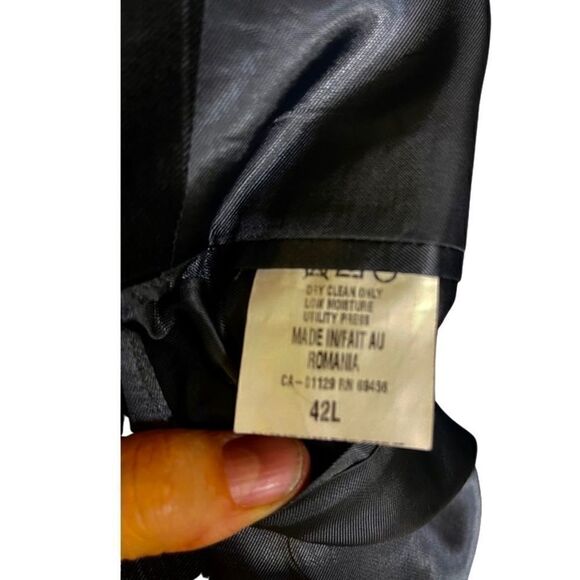 DRY CLEAN ONLY
LOW MOISTURE
UTILITY PRESS
MADE IN/FAIT AU
ROMANIA
CA-01129 RN 69436
42L